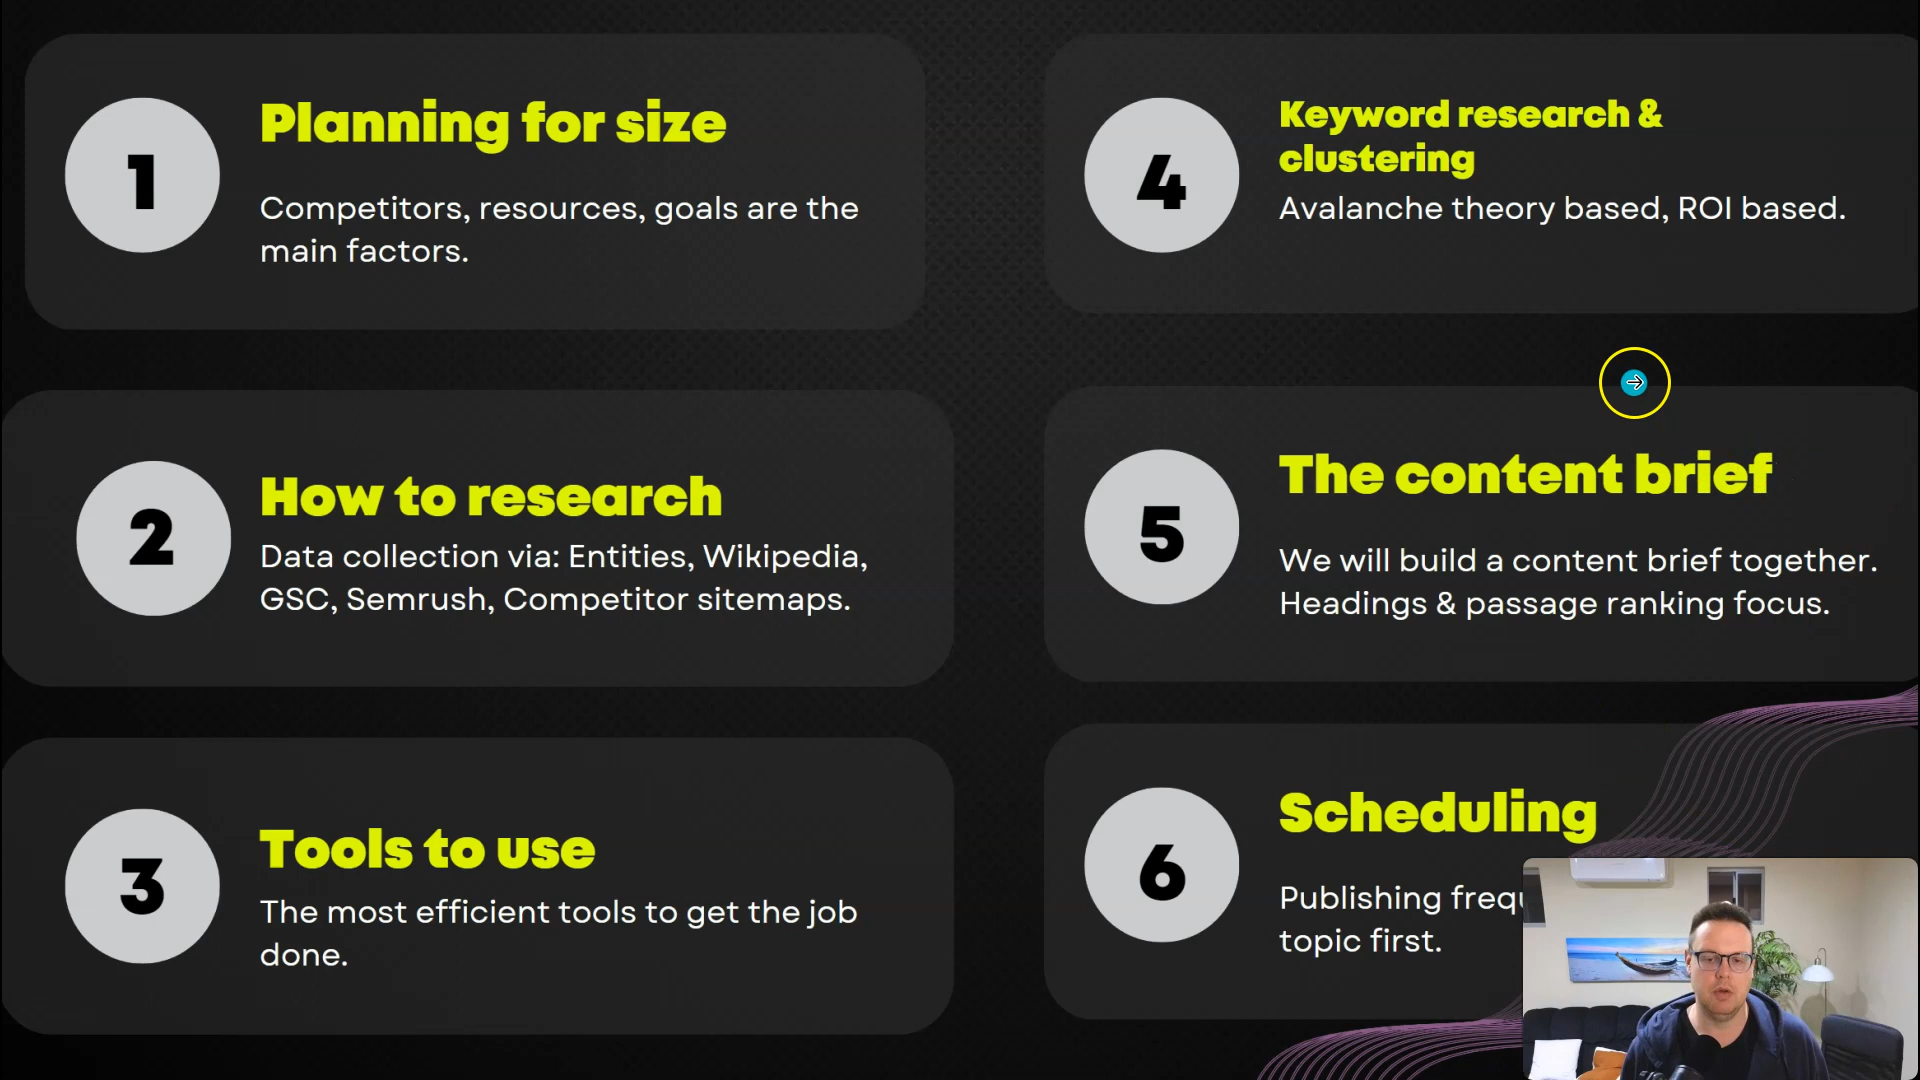 1
Planning for size
Competitors, resources, goals are the
main factors.
2
How to research
Data collection via: Entities, Wikipedia,
GSC, Semrush, Competitor sitemaps.
3
Tools to use
The most efficient tools to get the job
done.
4
Keyword research &
clustering
Avalanche theory based, ROI based.
5
The content brief
We will build a content brief together.
Headings & passage ranking focus.
6
Scheduling
Publishing
topic first.